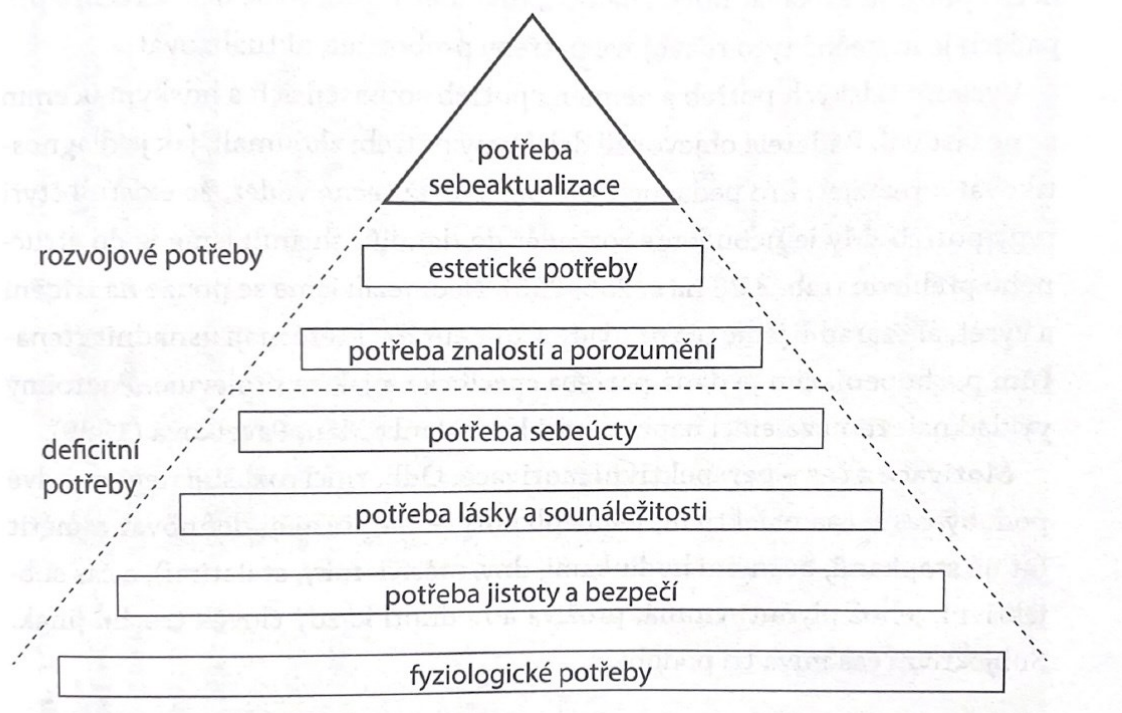 potřeba
sebeaktualizace
rozvojové potřeby
estetické potřeby
potřeba znalostí a porozumění
potřeba sebeúcty
deficitní
potřeby
potřeba lásky a sounáležitosti
potřeba jistoty a bezpečí
fyziologické potřeby